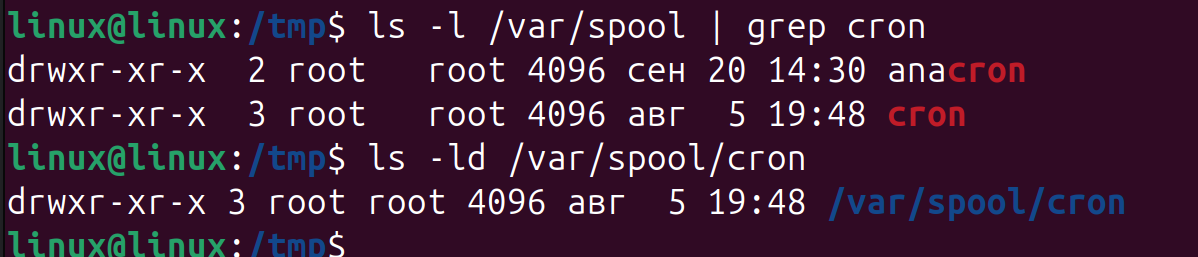 linux@linux:/tmp$ ls -l /var/spool | grep cron
drwxr-xr-x  2 root   root 4096 сен 20 14:30 anacron
drwxr-xr-x  3 root   root 4096 авг  5 19:48 cron
linux@linux:/tmp$ ls -ld /var/spool/cron
drwxr-xr-x 3 root root 4096 авг  5 19:48 /var/spool/cron
linux@linux:/tmp$